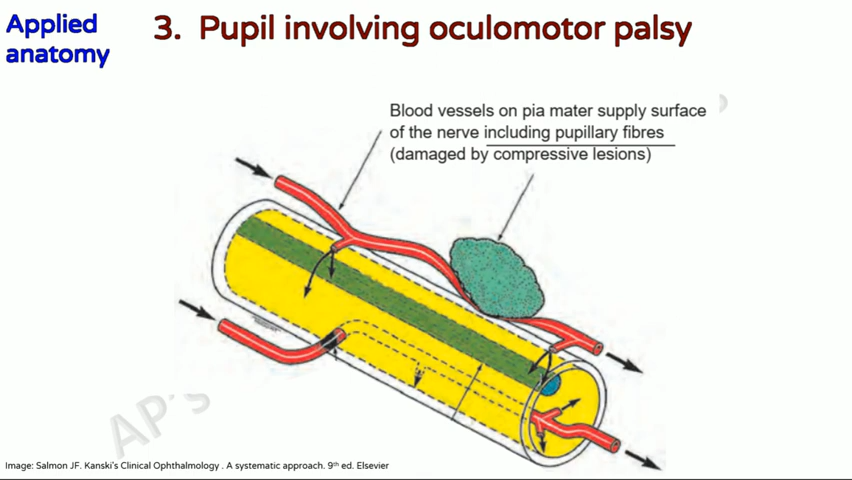 Applied
anatomy
3. Pupil involving oculomotor palsy
Blood vessels on pia mater supply surface
of the nerve including pupillary fibres
(damaged by compressive lesions)
AP's
Image: Salmon JF. Kanski's Clinical Ophthalmology . A systematic approach. 9th ed. Elsevier